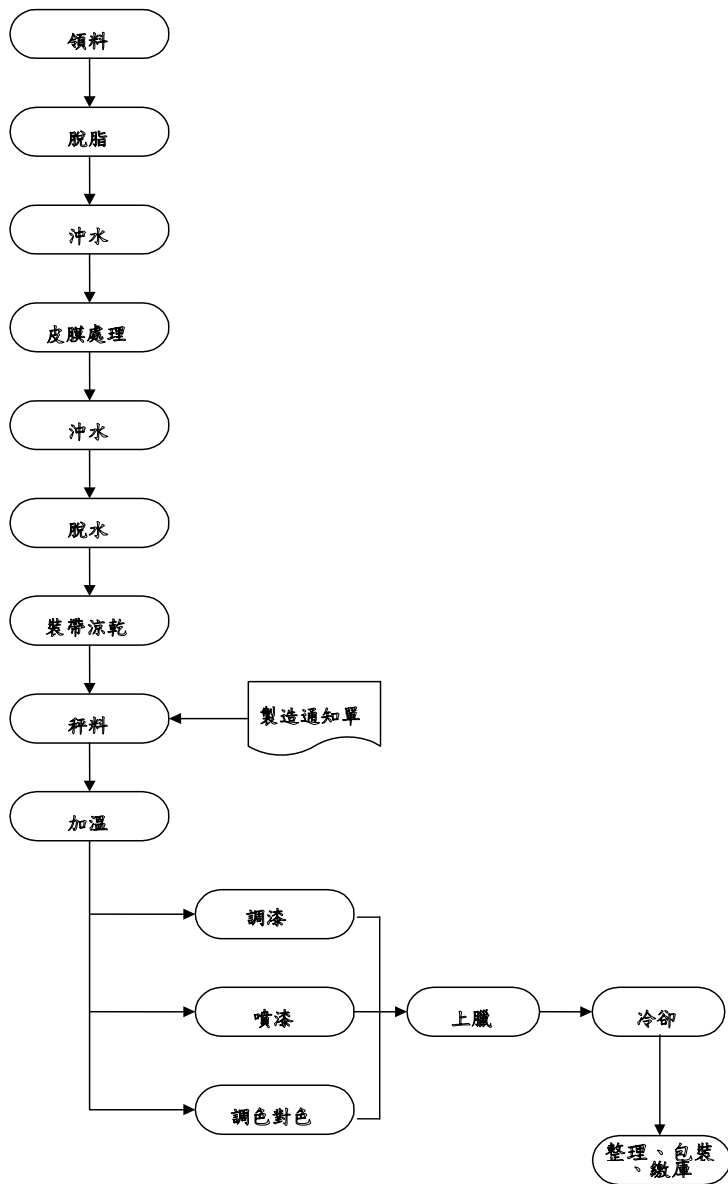 領料
脫脂
沖水
皮膜處理
沖水
脫水
裝帶涼乾
秤料
製造通知單
加溫
調漆
噴漆
上臘
冷卻
調色對色
整理、包裝
、繳庫